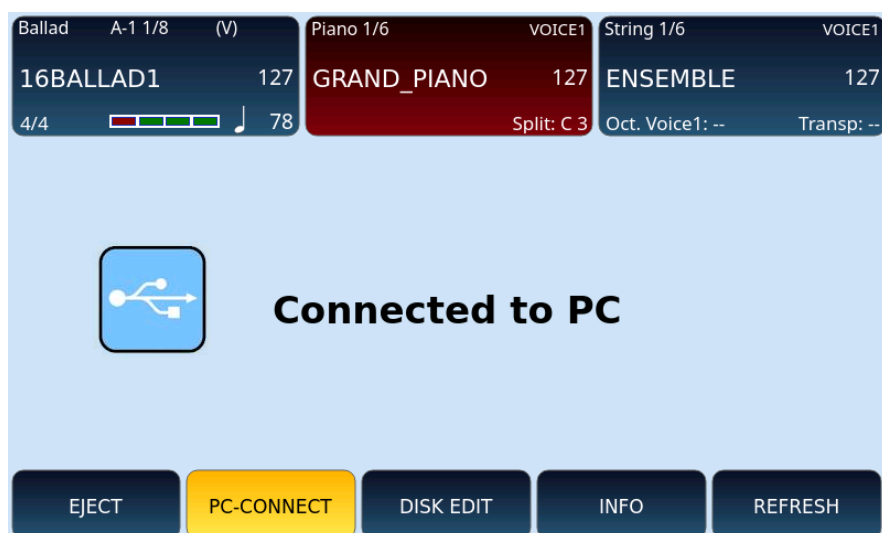 Ballad A-1 1/8 (V)
16BALLAD1 127
4/4 78
Piano 1/6 VOICE1
GRAND_PIANO 127
Split: C 3
String 1/6 VOICE1
ENSEMBLE 127
Oct. Voice1: -- Transp: --
Connected to PC
EJECT PC-CONNECT DISK EDIT INFO REFRESH